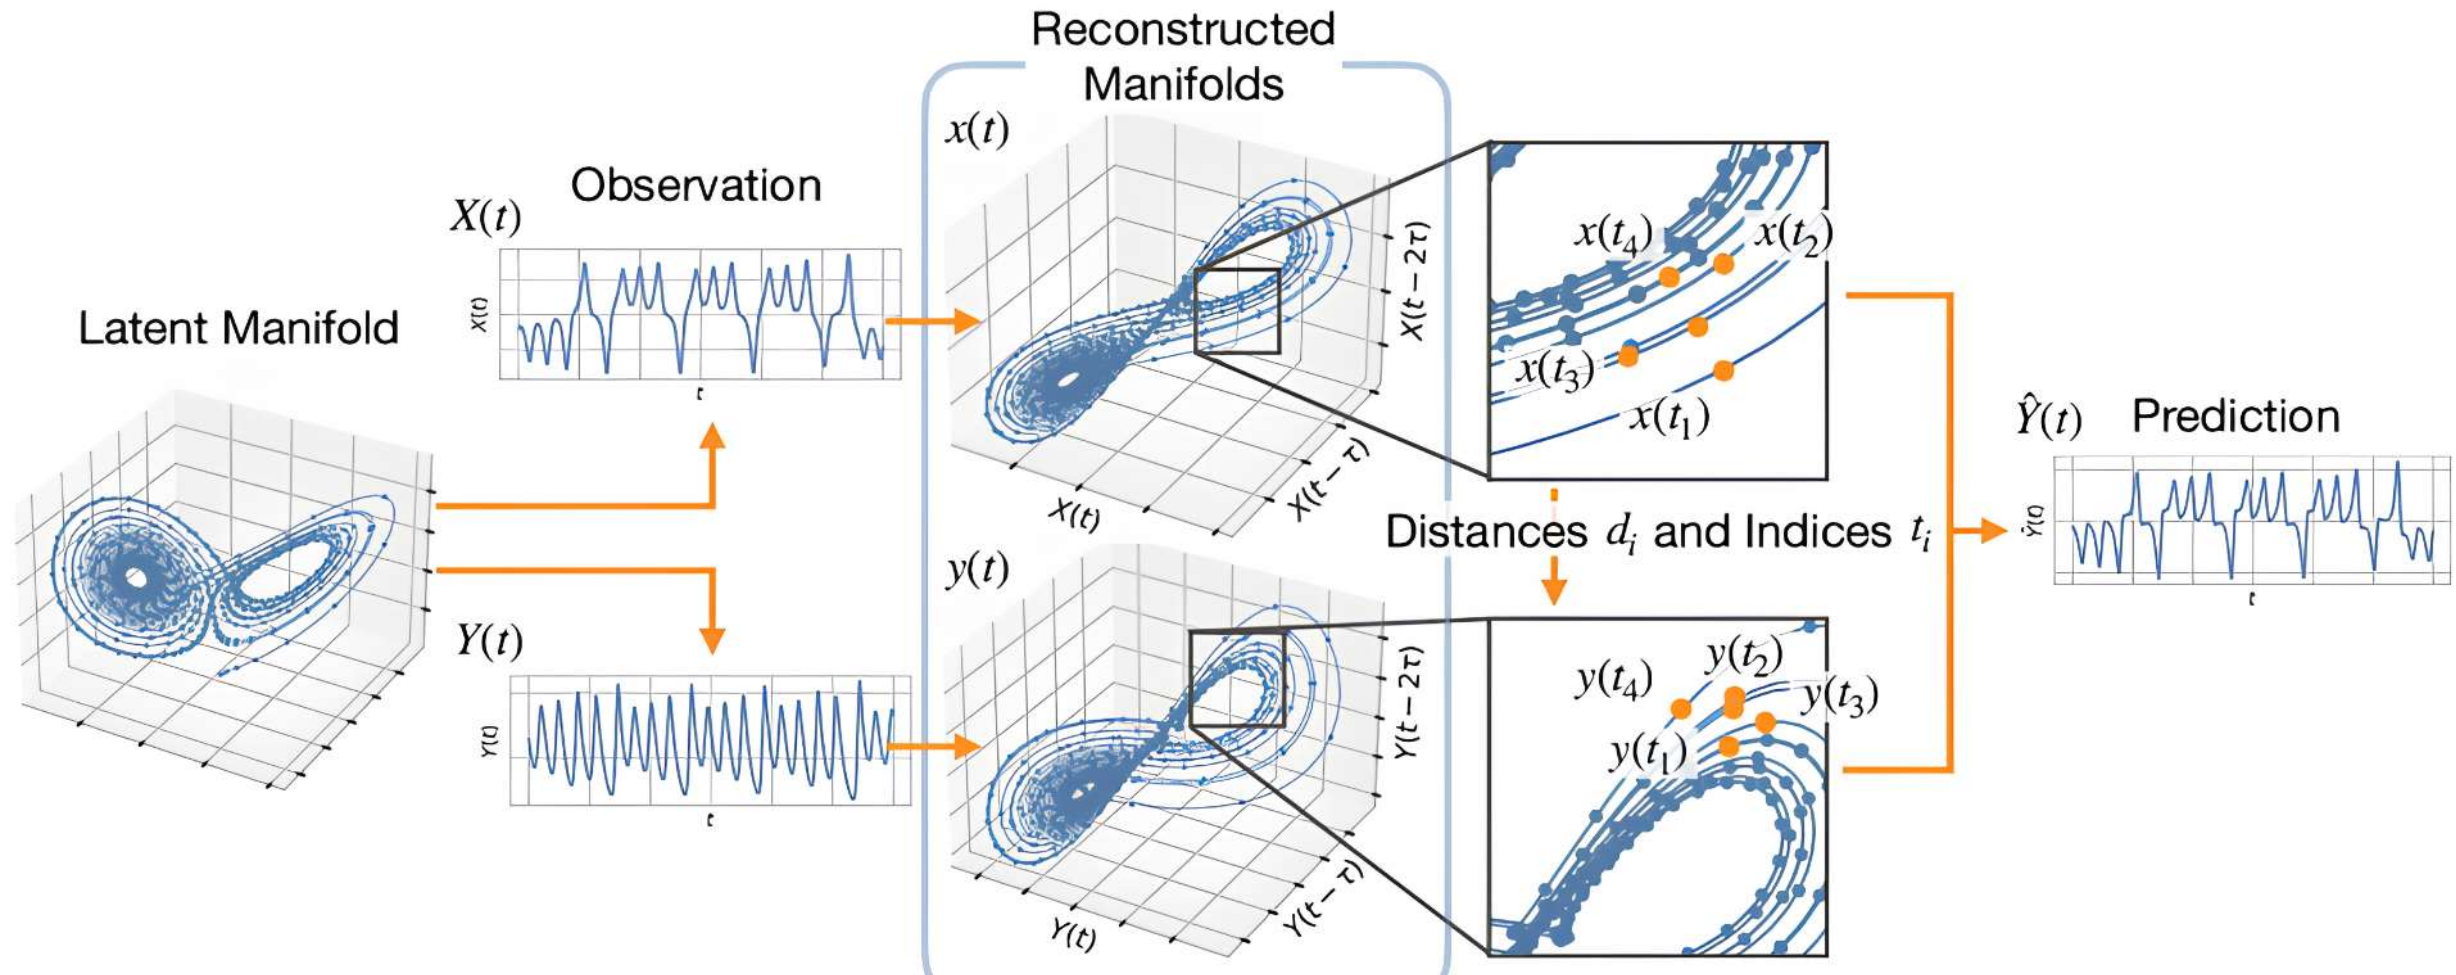 Reconstructed
Manifolds
x(t)
Observation
X(t)
X(t)
t
Latent Manifold
X(t − 2τ)
X(t − τ)
X(t)
x(t₄)
x(t₂)
x(t₃)
x(t₁)
Distances dᵢ and Indices tᵢ
Ŷ(t) Prediction
Ŷ(t)
t
Y(t)
Y(t)
t
y(t)
Y(t − 2τ)
Y(t − τ)
Y(t)
y(t₄)
y(t₂)
y(t₃)
y(t₁)